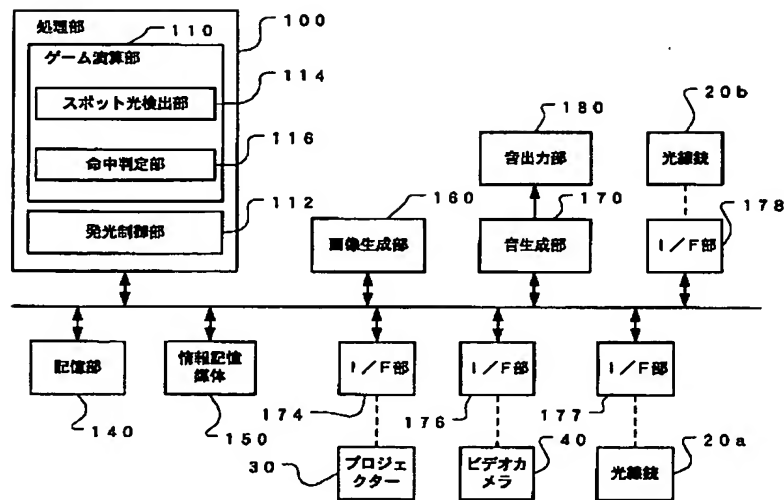 処理部
110
100
ゲーム演算部
114
スポット光検出部
116
命中判定部
112
発光制御部
160
画像生成部
180
音出力部
170
音生成部
20b
光線銃
178
I/F部
記憶部
140
情報記憶
媒体
150
I/F部
174
I/F部
176
I/F部
177
30
プロジェ
クター
ビデオカ
メラ
40
光線銃
20a